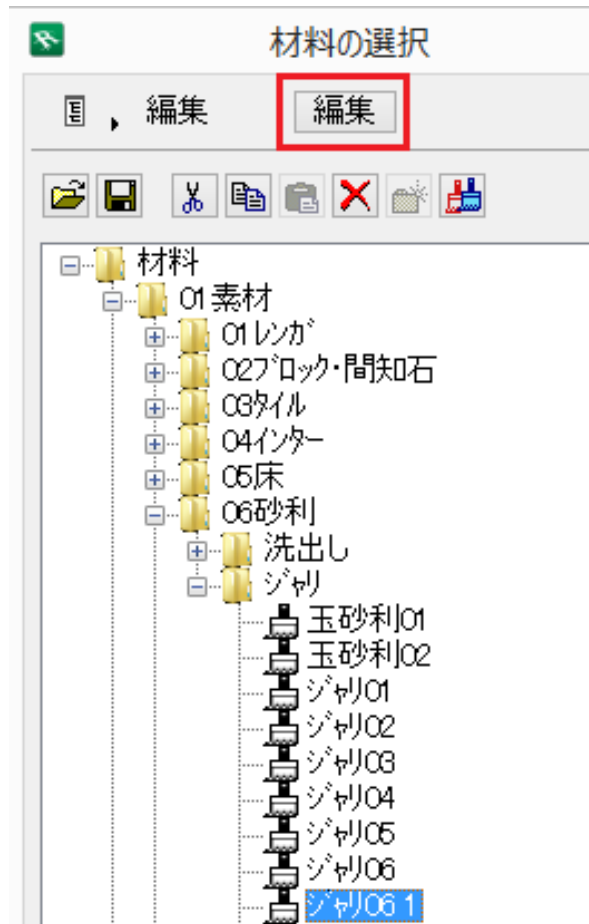 材料の選択
編集 編集
材料
01素材
01レンガ
02ブロック・間知石
03タイル
04インター
05床
06砂利
洗出し
ジャリ
玉砂利01
玉砂利02
ジャリ01
ジャリ02
ジャリ03
ジャリ04
ジャリ05
ジャリ06
ジャリ06 1